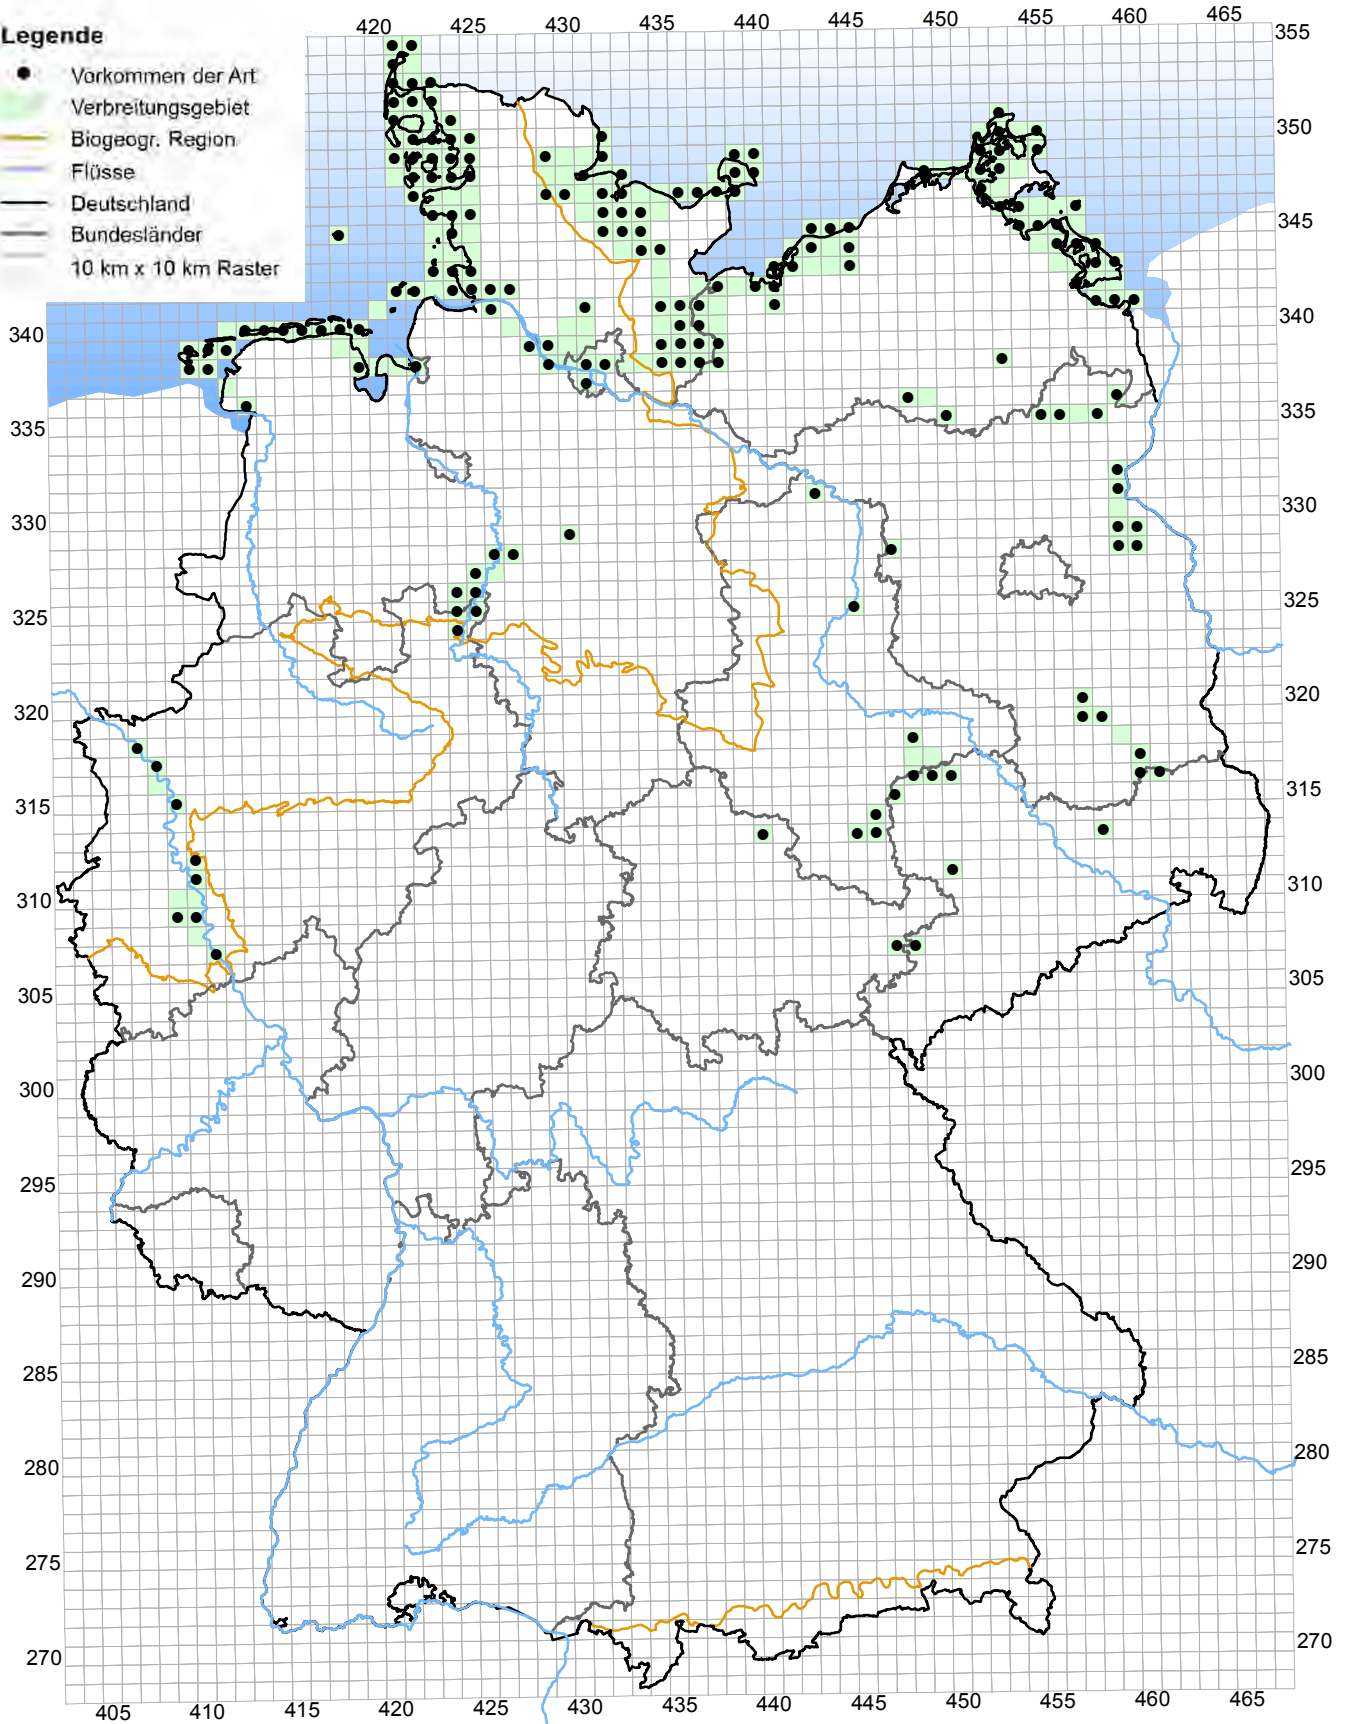 Legende
Vorkommen der Art
Verbreitungsgebiet
Biogeogr. Region
Flüsse
Deutschland
Bundesländer
10 km x 10 km Raster
420 425 430 435 440 445 450 455 460 465
355
350
345
340 340
335 335
330 330
325 325
320 320
315 315
310 310
305 305
300 300
295 295
290 290
285 285
280 280
275 275
270 270
405 410 415 420 425 430 435 440 445 450 455 460 465